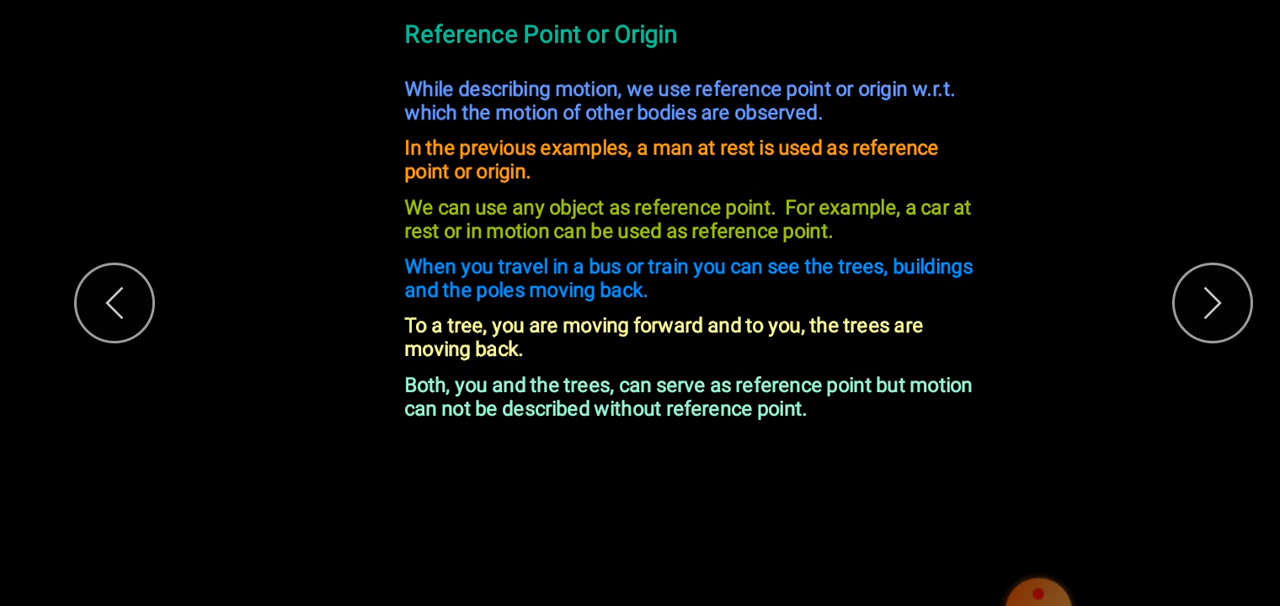 Reference Point or Origin
While describing motion, we use reference point or origin w.r.t.
which the motion of other bodies are observed.
In the previous examples, a man at rest is used as reference
point or origin.
We can use any object as reference point.  For example, a car at
rest or in motion can be used as reference point.
When you travel in a bus or train you can see the trees, buildings
and the poles moving back.
To a tree, you are moving forward and to you, the trees are
moving back.
Both, you and the trees, can serve as reference point but motion
can not be described without reference point.